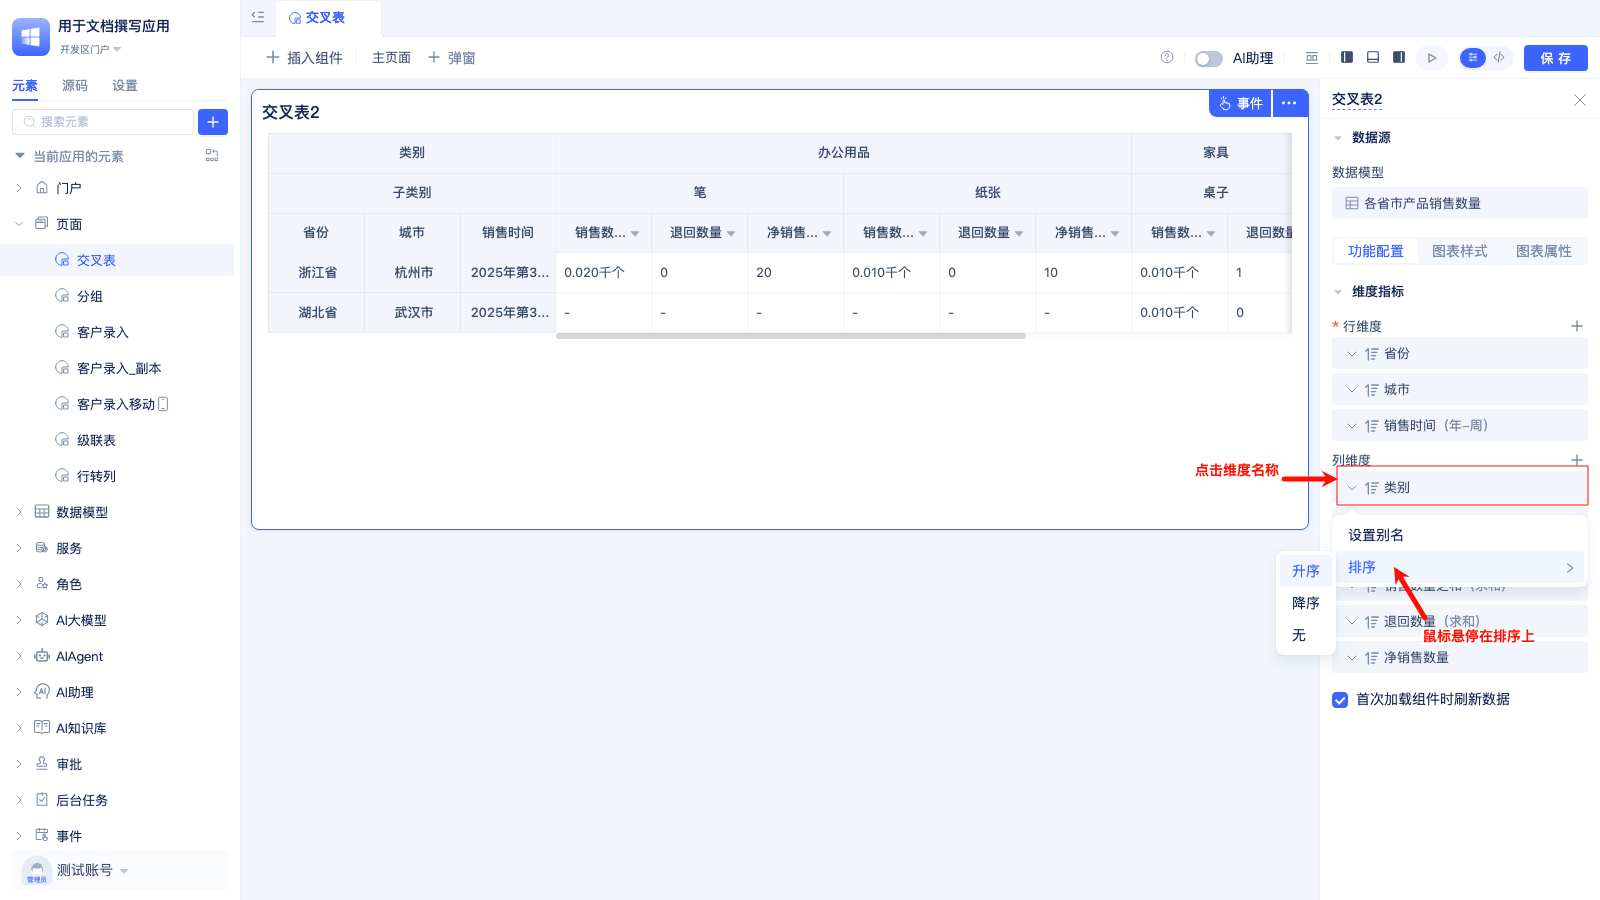 用于文档撰写应用
开发区门户
元素 源码 设置
搜索元素
当前应用的元素
门户
页面
交叉表
分组
客户录入
客户录入_副本
客户录入移动
级联表
行转列
数据模型
服务
角色
AI大模型
AIAgent
AI助理
AI知识库
审批
后台任务
事件
测试账号
管理员
交叉表
插入组件 主页面 弹窗
AI助理
保存
交叉表2
事件
类别 办公用品 家具
子类别 笔 纸张 桌子
省份 城市 销售时间 销售数... 退回数量 净销售... 销售数... 退回数量 净销售... 销售数... 退回数量
浙江省 杭州市 2025年第3... 0.020千个 0 20 0.010千个 0 10 0.010千个 1
湖北省 武汉市 2025年第3... - - - - - - 0.010千个 0
点击维度名称
交叉表2
数据源
数据模型
各省市产品销售数量
功能配置 图表样式 图表属性
维度指标
* 行维度
省份
城市
销售时间 (年-周)
列维度
类别
设置别名
排序
升序
降序
无
退回数量 (求和)
鼠标悬停在排序上
净销售数量
首次加载组件时刷新数据